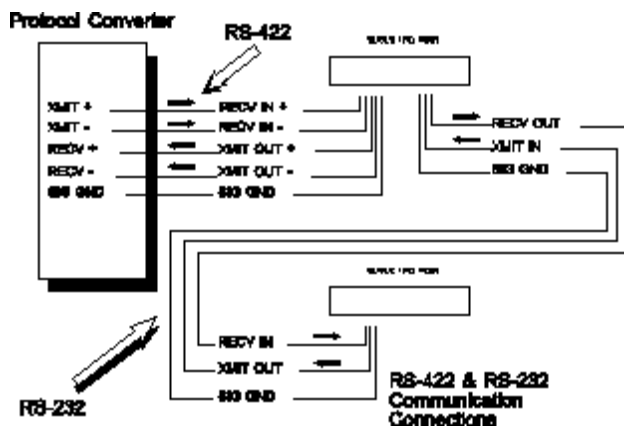 Protocol Converter
RS-422
XMIT + RECV IN +
XMIT - RECV IN -
RECV + XMIT OUT +
RECV - XMIT OUT -
SIG GND SIG GND
RECV OUT
XMIT IN
SIG GND
RECV IN
XMIT OUT
SIG GND
RS-232
RS-422 & RS-232
Communication
Connections